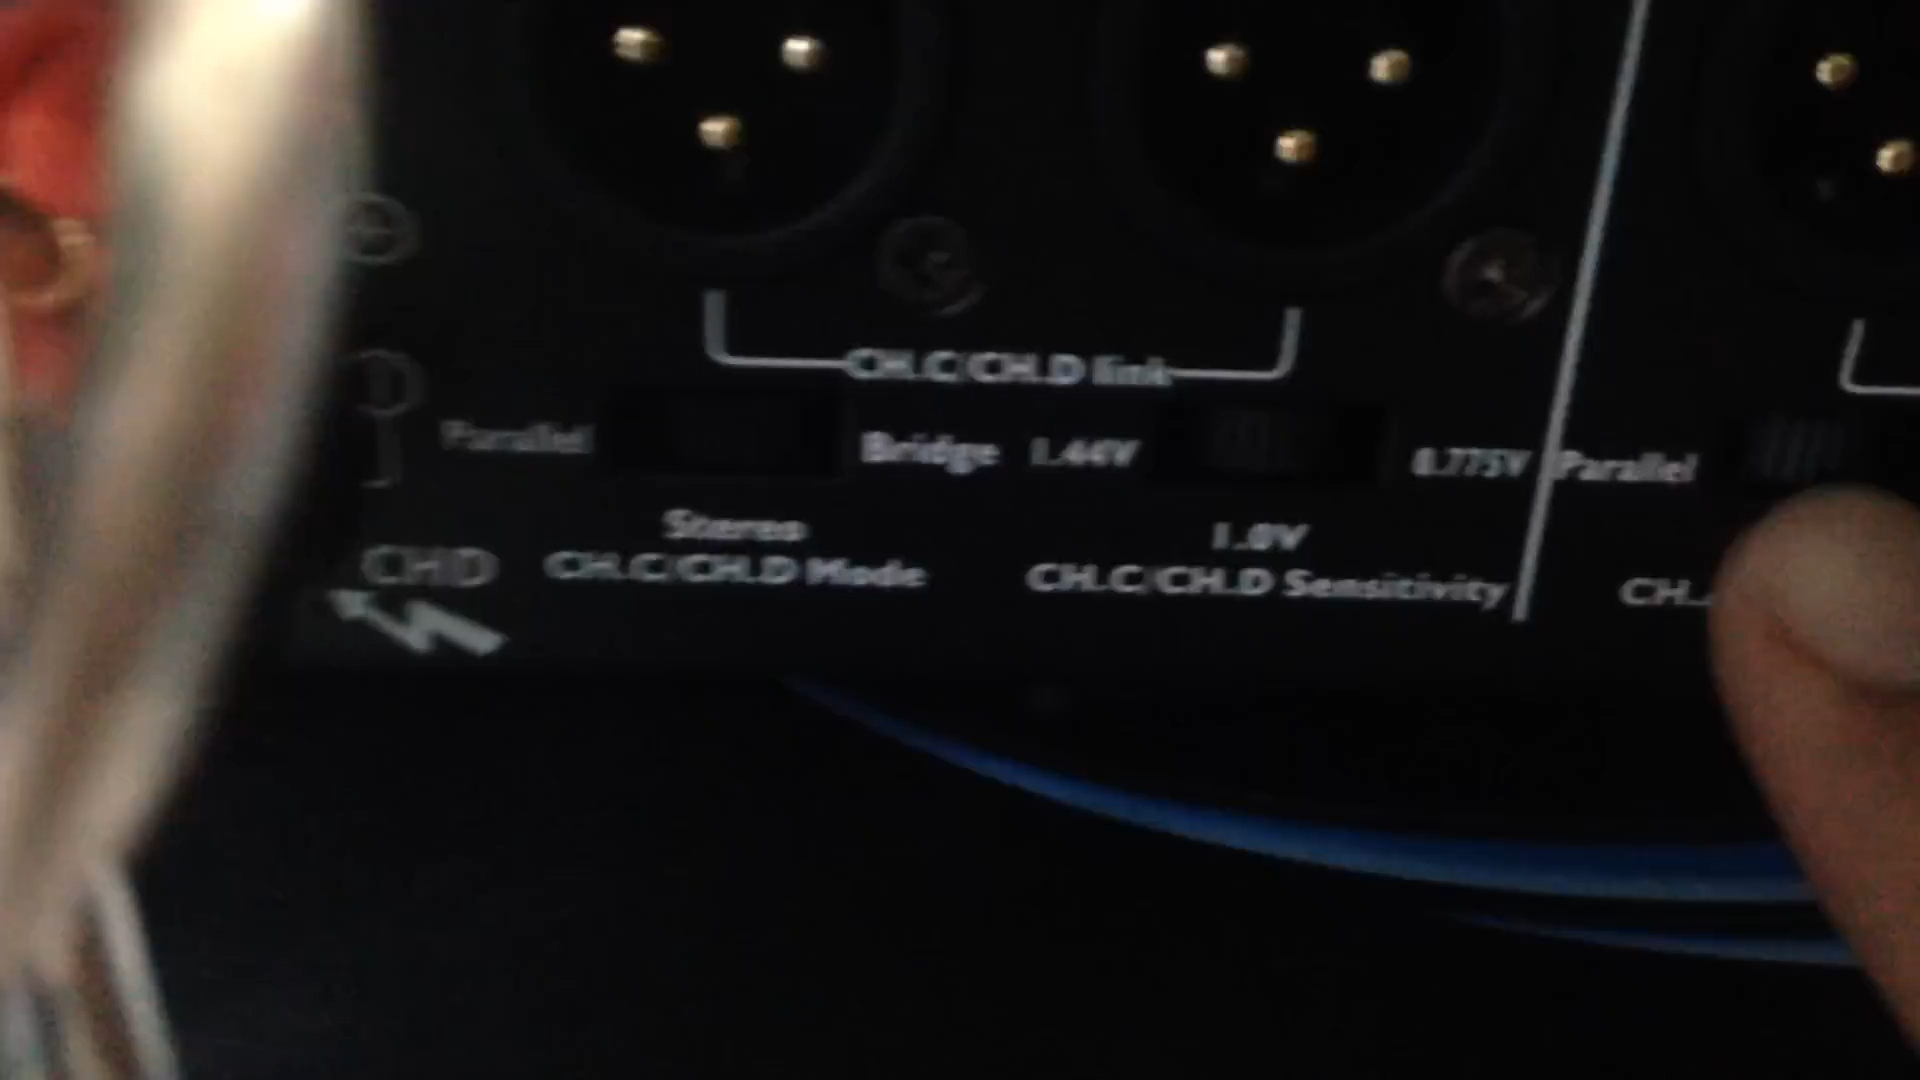 CH.C/CH.D link
Parallel Bridge 1.44V 0.775V Parallel
Stereo 1.0V
CHD CH.C/CH.D Mode CH.C/CH.D Sensitivity CH.